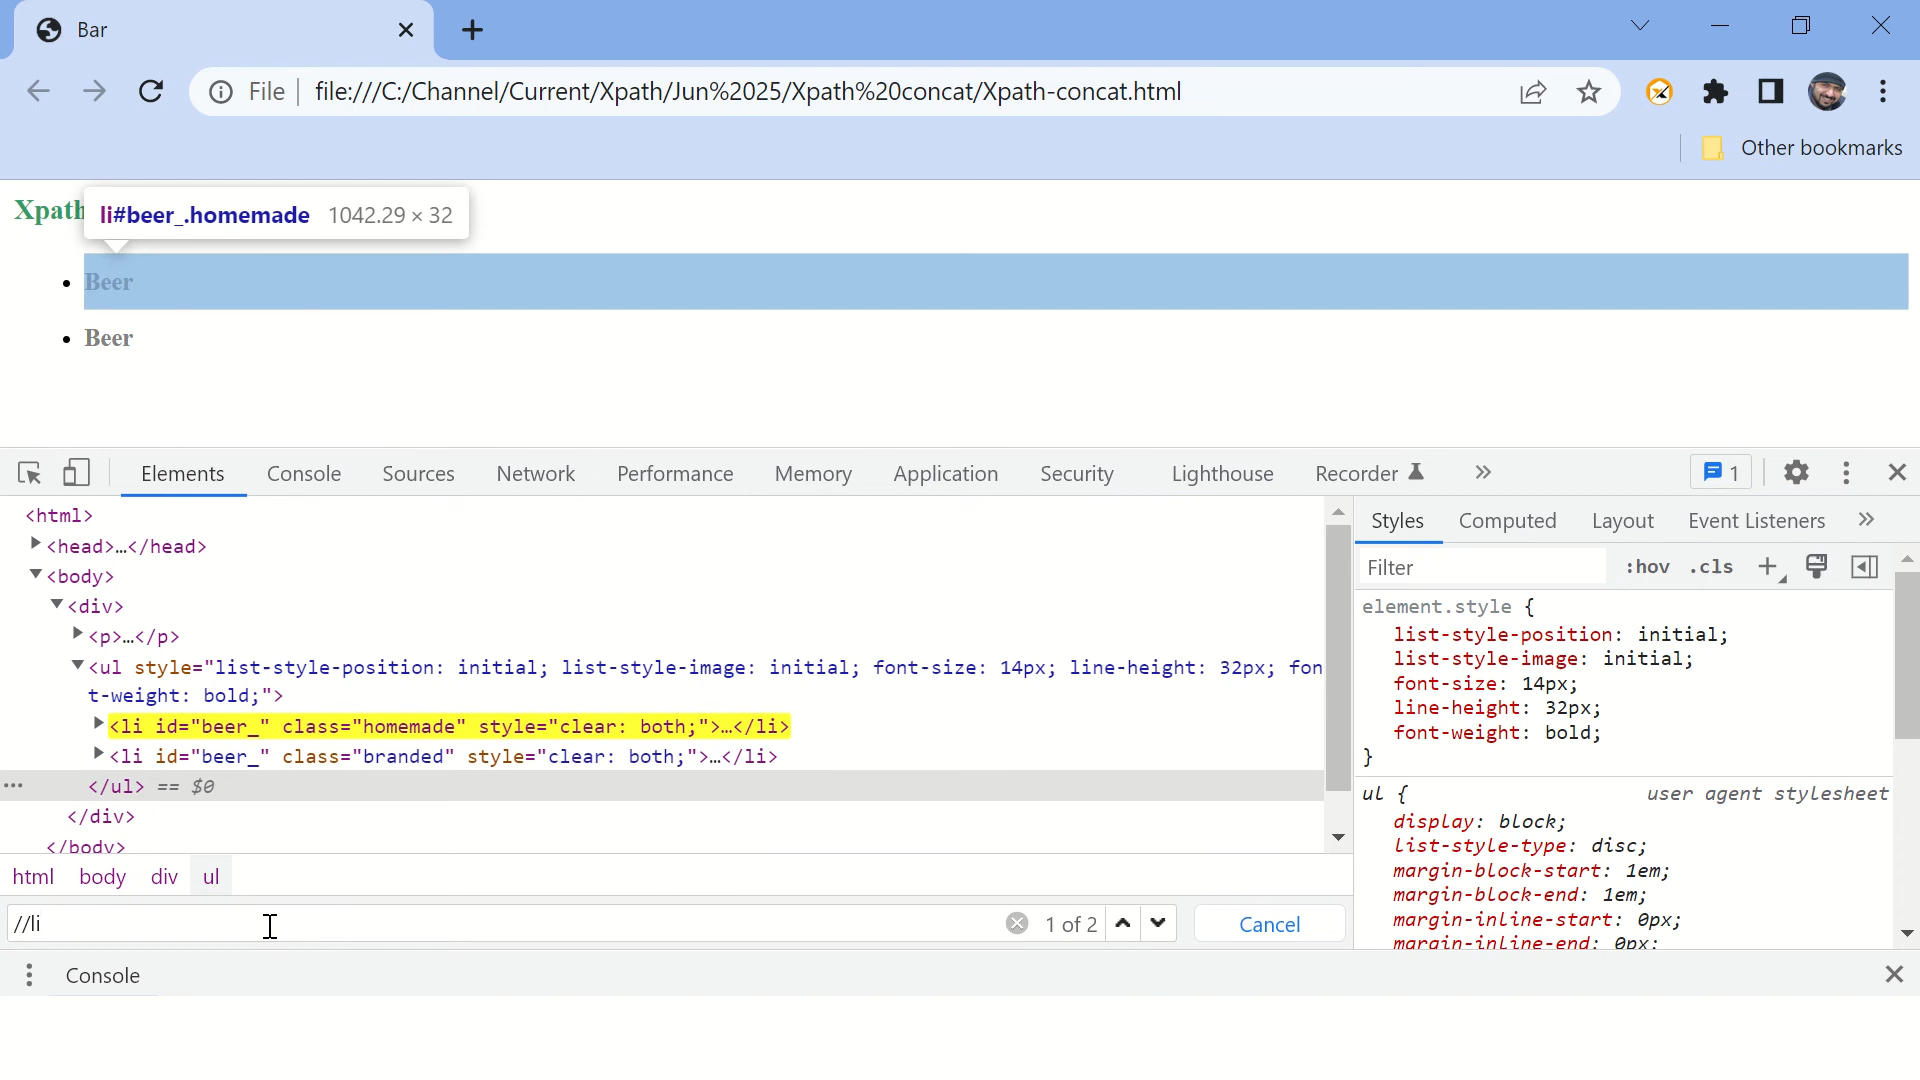 Bar
File
file:///C:/Channel/Current/Xpath/Jun%2025/Xpath%20concat/Xpath-concat.html
Other bookmarks
Xpath
li#beer_.homemade 1042.29 × 32
Beer
Beer
Elements Console Sources Network Performance Memory Application Security Lighthouse Recorder 1
<html>
<head>…</head>
<body>
<div>
<p>…</p>
<ul style="list-style-position: initial; list-style-image: initial; font-size: 14px; line-height: 32px; fon
t-weight: bold;">
<li id="beer_" class="homemade" style="clear: both;">…</li>
<li id="beer_" class="branded" style="clear: both;">…</li>
</ul> == $0
</div>
</body>
html body div ul
//li 1 of 2 Cancel
Styles Computed Layout Event Listeners
Filter :hov .cls
element.style {
list-style-position: initial;
list-style-image: initial;
font-size: 14px;
line-height: 32px;
font-weight: bold;
}
ul { user agent stylesheet
display: block;
list-style-type: disc;
margin-block-start: 1em;
margin-block-end: 1em;
margin-inline-start: 0px;
margin-inline-end: 0px;
Console